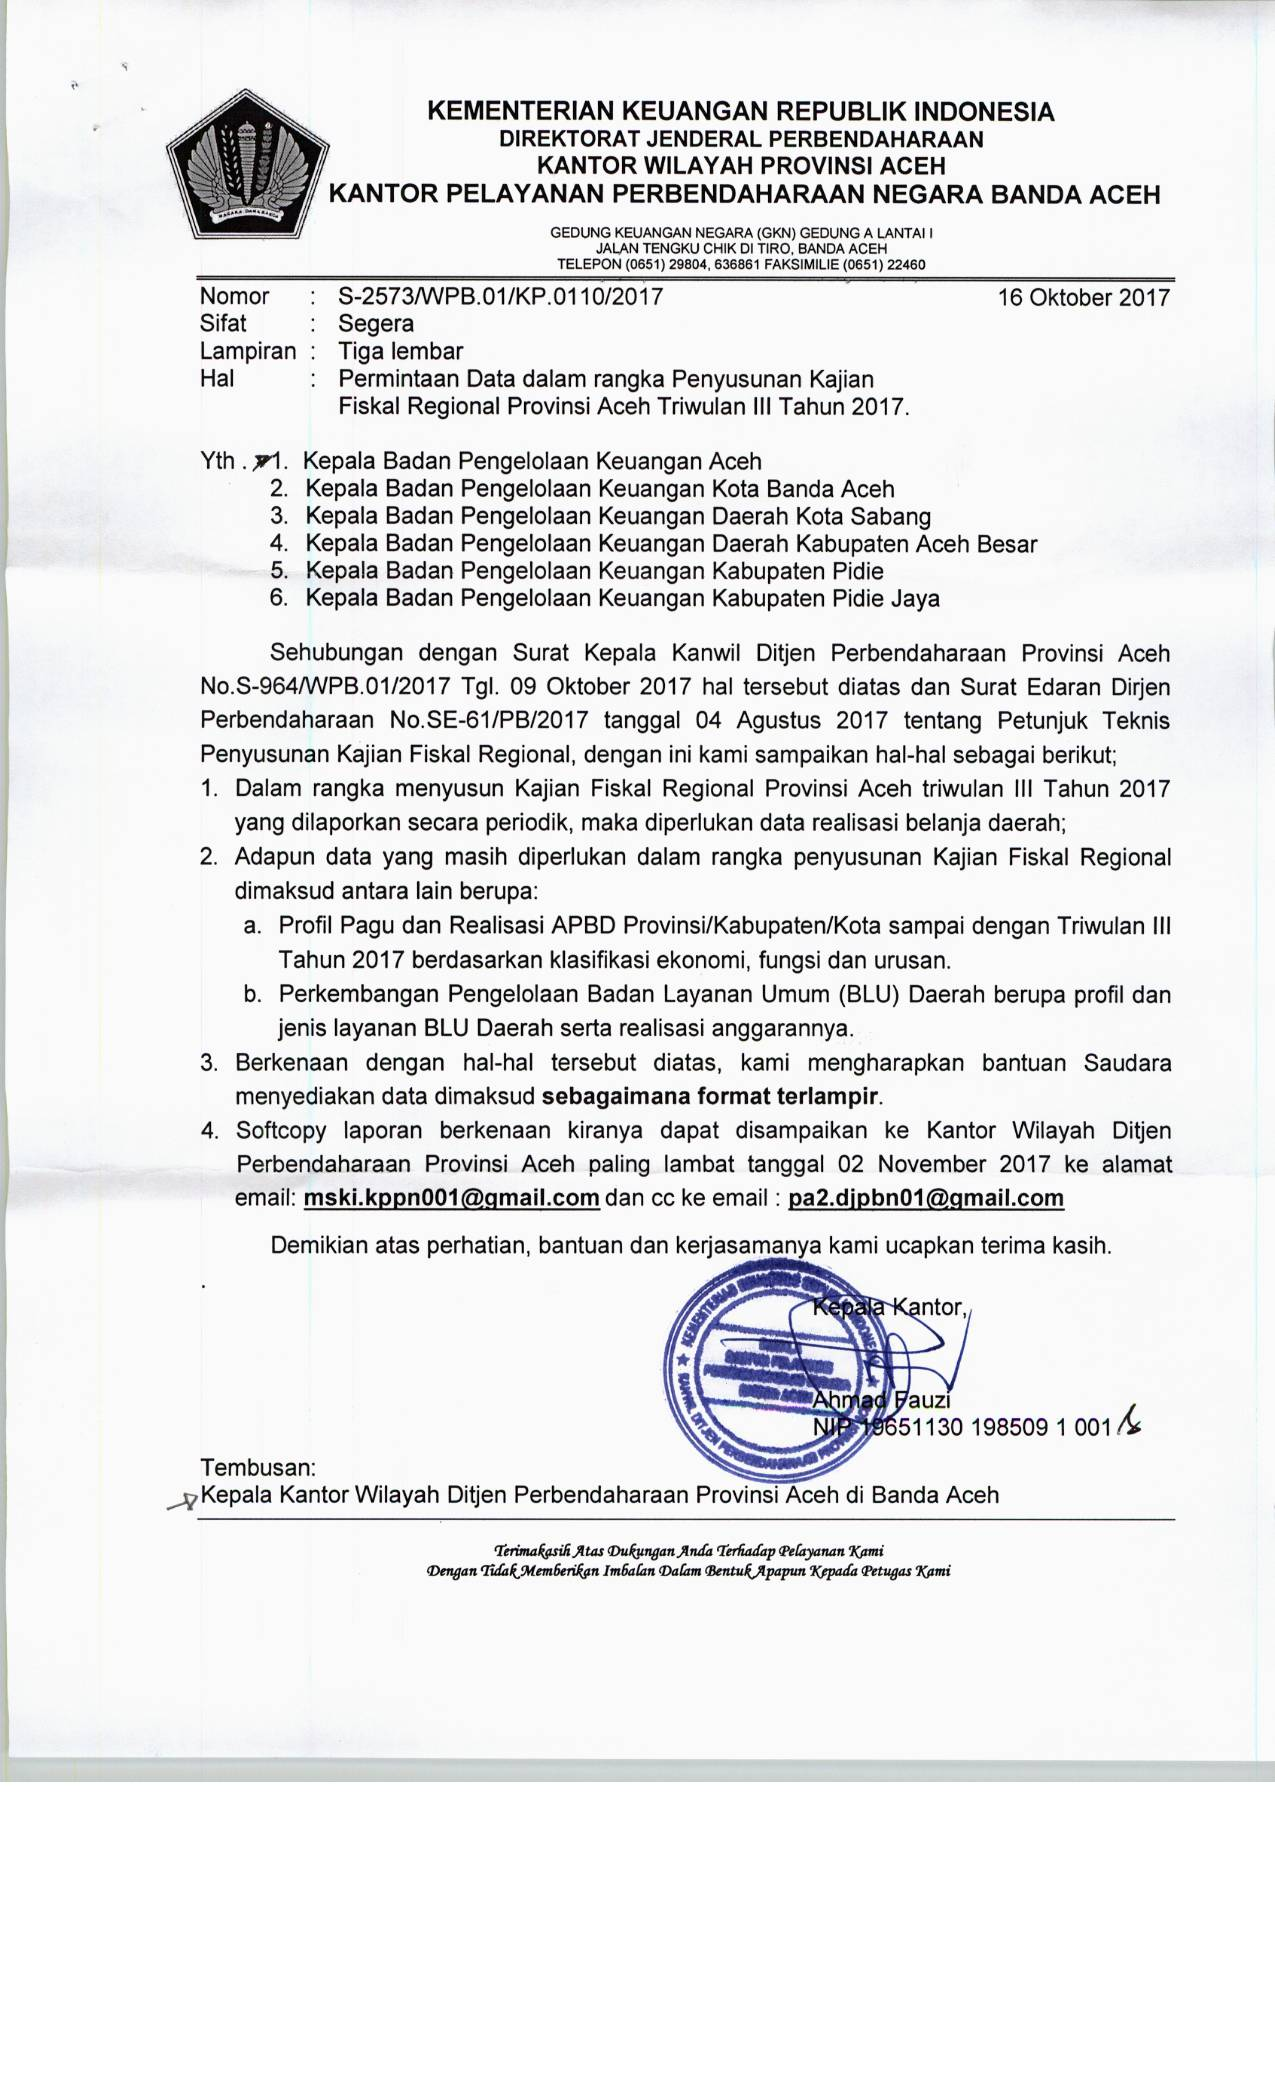 KEMENTERIAN KEUANGAN REPUBLIK INDONESIA
DIREKTORAT JENDERAL PERBENDAHARAAN
KANTOR WILAYAH PROVINSI ACEH
KANTOR PELAYANAN PERBENDAHARAAN NEGARA BANDA ACEH
GEDUNG KEUANGAN NEGARA (GKN) GEDUNG A LANTAI I
JALAN TENGKU CHIK DI TIRO, BANDA ACEH
TELEPON (0651) 29804, 636861 FAKSIMILIE (0651) 22460
Nomor : S-2573/WPB.01/KP.0110/2017 16 Oktober 2017
Sifat : Segera
Lampiran : Tiga lembar
Hal : Permintaan Data dalam rangka Penyusunan Kajian
Fiskal Regional Provinsi Aceh Triwulan III Tahun 2017.
Yth . 1. Kepala Badan Pengelolaan Keuangan Aceh
2. Kepala Badan Pengelolaan Keuangan Kota Banda Aceh
3. Kepala Badan Pengelolaan Keuangan Daerah Kota Sabang
4. Kepala Badan Pengelolaan Keuangan Daerah Kabupaten Aceh Besar
5. Kepala Badan Pengelolaan Keuangan Kabupaten Pidie
6. Kepala Badan Pengelolaan Keuangan Kabupaten Pidie Jaya
Sehubungan dengan Surat Kepala Kanwil Ditjen Perbendaharaan Provinsi Aceh
No.S-964/WPB.01/2017 Tgl. 09 Oktober 2017 hal tersebut diatas dan Surat Edaran Dirjen
Perbendaharaan No.SE-61/PB/2017 tanggal 04 Agustus 2017 tentang Petunjuk Teknis
Penyusunan Kajian Fiskal Regional, dengan ini kami sampaikan hal-hal sebagai berikut;
1. Dalam rangka menyusun Kajian Fiskal Regional Provinsi Aceh triwulan III Tahun 2017
yang dilaporkan secara periodik, maka diperlukan data realisasi belanja daerah;
2. Adapun data yang masih diperlukan dalam rangka penyusunan Kajian Fiskal Regional
dimaksud antara lain berupa:
a. Profil Pagu dan Realisasi APBD Provinsi/Kabupaten/Kota sampai dengan Triwulan III
Tahun 2017 berdasarkan klasifikasi ekonomi, fungsi dan urusan.
b. Perkembangan Pengelolaan Badan Layanan Umum (BLU) Daerah berupa profil dan
jenis layanan BLU Daerah serta realisasi anggarannya.
3. Berkenaan dengan hal-hal tersebut diatas, kami mengharapkan bantuan Saudara
menyediakan data dimaksud sebagaimana format terlampir.
4. Softcopy laporan berkenaan kiranya dapat disampaikan ke Kantor Wilayah Ditjen
Perbendaharaan Provinsi Aceh paling lambat tanggal 02 November 2017 ke alamat
email: mski.kppn001@gmail.com dan cc ke email : pa2.djpbn01@gmail.com
Demikian atas perhatian, bantuan dan kerjasamanya kami ucapkan terima kasih.
Kepala Kantor,
Ahmad Fauzi
NIP 19651130 198509 1 001
Tembusan:
Kepala Kantor Wilayah Ditjen Perbendaharaan Provinsi Aceh di Banda Aceh
Terimakasih Atas Dukungan Anda Terhadap Pelayanan Kami
Dengan Tidak Memberikan Imbalan Dalam Bentuk Apapun Kepada Petugas Kami